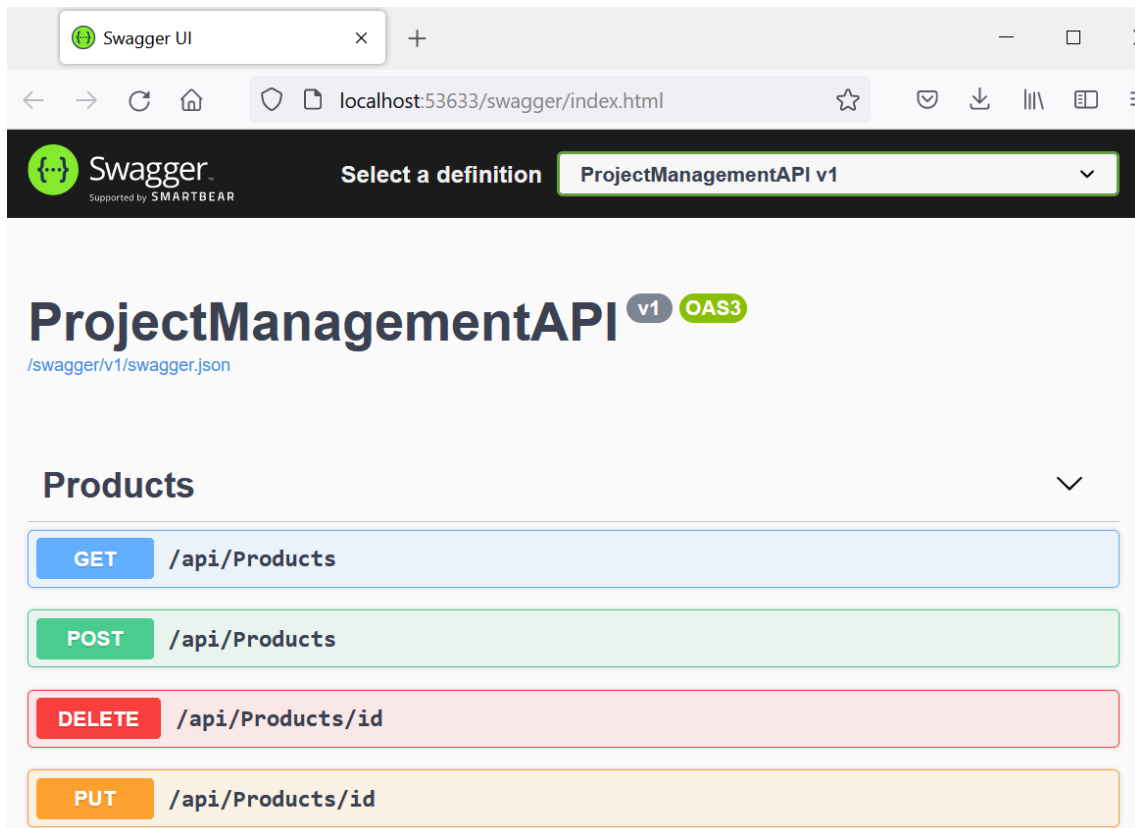 Swagger UI
localhost:53633/swagger/index.html
Swagger
Supported by SMARTBEAR
Select a definition
ProjectManagementAPI v1
ProjectManagementAPI v1 OAS3
/swagger/v1/swagger.json
Products
GET /api/Products
POST /api/Products
DELETE /api/Products/id
PUT /api/Products/id